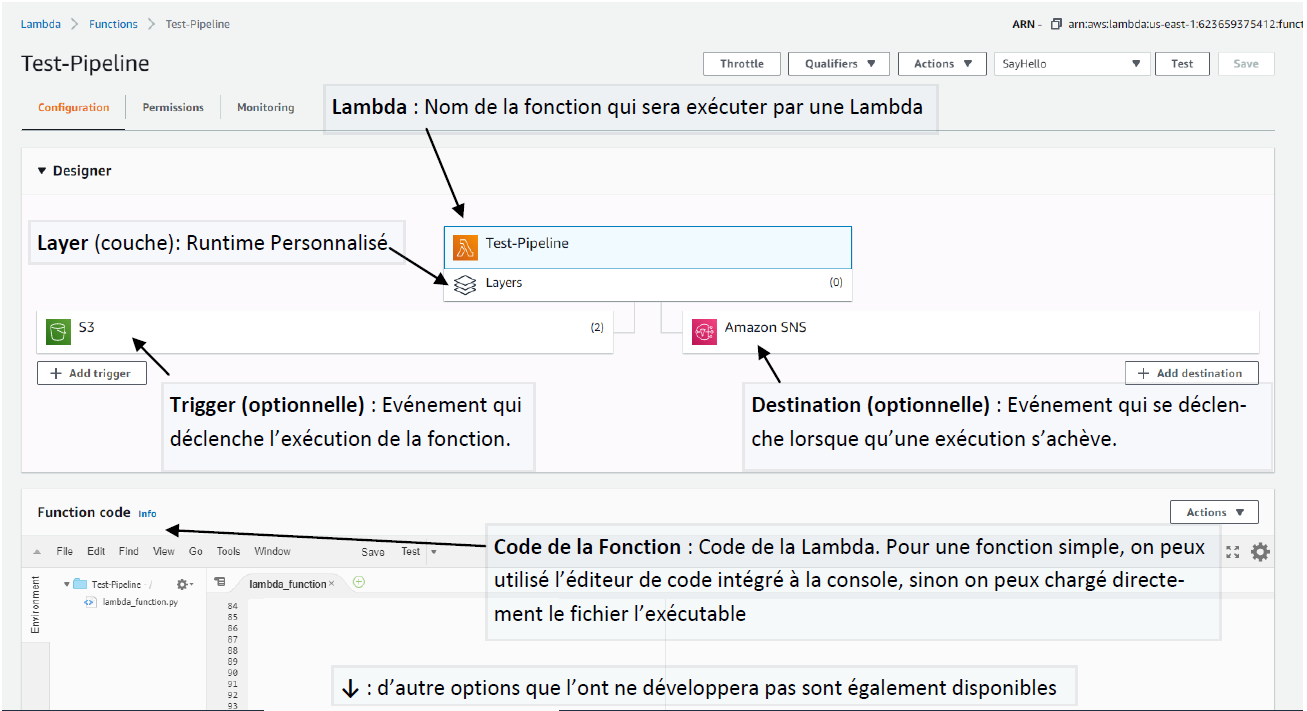 Lambda > Functions > Test-Pipeline
ARN - arn:aws:lambda:us-east-1:623659375412:funct
Test-Pipeline
Throttle Qualifiers Actions SayHello Test Save
Configuration Permissions Monitoring
Lambda : Nom de la fonction qui sera exécuter par une Lambda
Designer
Layer (couche): Runtime Personnalisé
Test-Pipeline
Layers (0)
S3 (2)
Amazon SNS
+ Add trigger
+ Add destination
Trigger (optionnelle) : Evénement qui
déclenche l’exécution de la fonction.
Destination (optionnelle) : Evénement qui se déclen-
che lorsque qu’une exécution s’achève.
Function code Info
Actions
File Edit Find View Go Tools Window Save Test
Code de la Fonction : Code de la Lambda. Pour une fonction simple, on peux
utilisé l’éditeur de code intégré à la console, sinon on peux chargé directe-
ment le fichier l’exécutable
Environment
Test-Pipeline - /
lambda_function.py
lambda_function ×
84
85
86
87
88
89
90
91
92
93
↓ : d’autre options que l’ont ne développera pas sont également disponibles